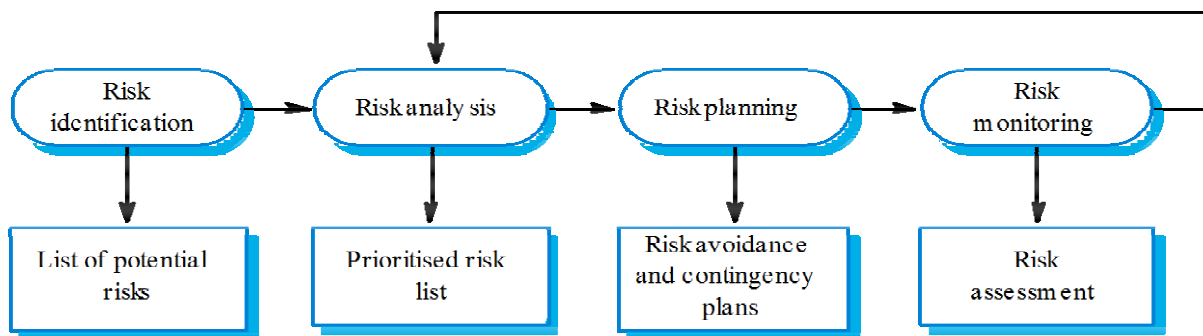 Risk
identification
Risk analysis
Risk planning
Risk
monitoring
List of potential
risks
Prioritised risk
list
Risk avoidance
and contingency
plans
Risk
assessment